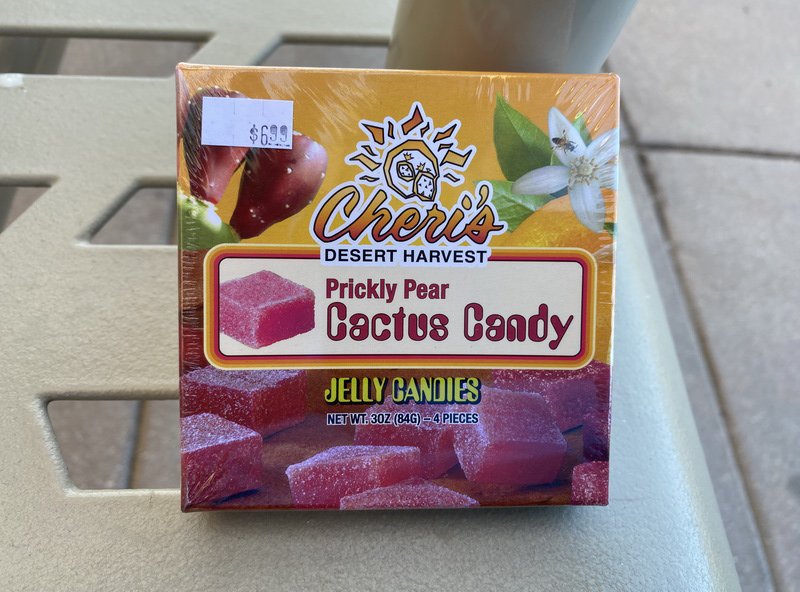 $6.99
Cheri's
DESERT HARVEST
Prickly Pear
Cactus Candy
JELLY CANDIES
NET WT. 3OZ (84G) – 4 PIECES